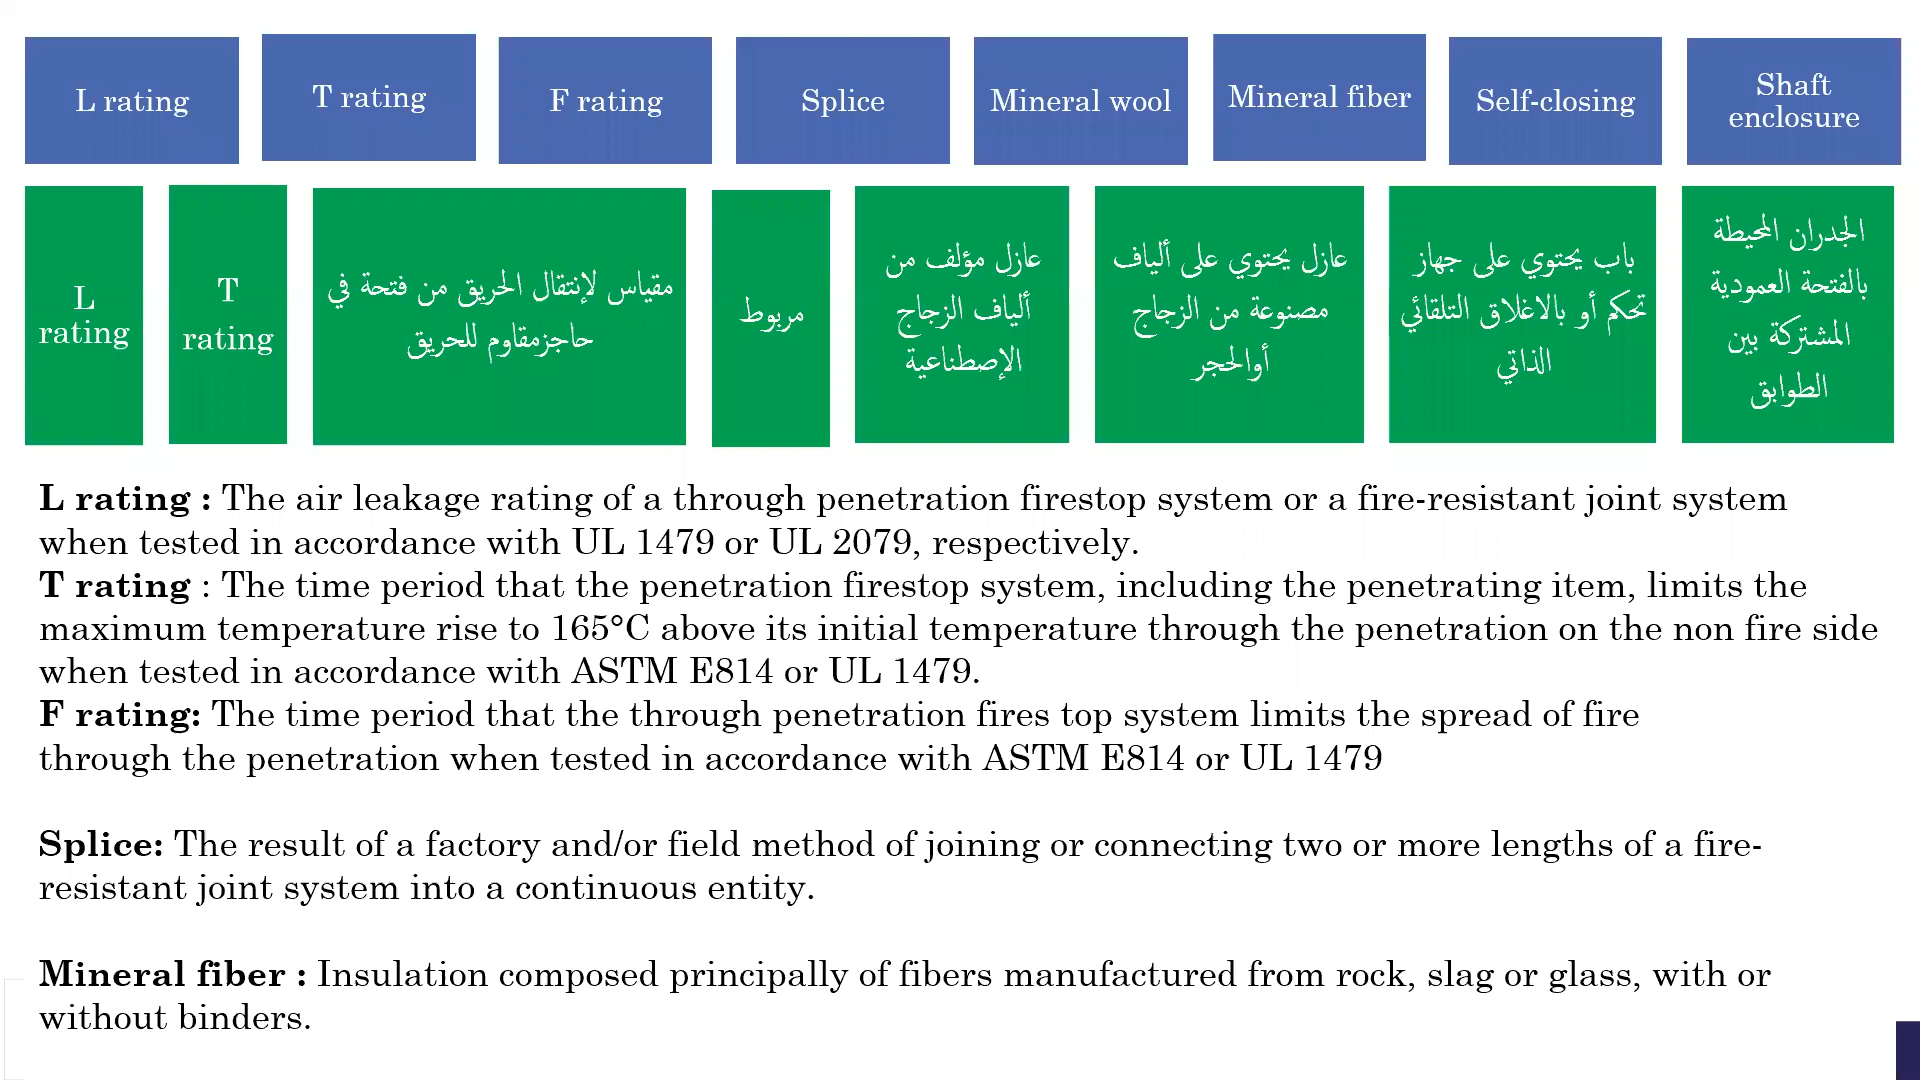 L rating
T rating
F rating
Splice
Mineral wool
Mineral fiber
Self-closing
Shaft
enclosure
L
rating
T
rating
مقياس لإنتقال الحريق من فتحة في
حاجزمقاوم للحريق
مربوط
عازل مؤلف من
ألياف الزجاج
الإصطناعية
عازل يحتوي على ألياف
مصنوعة من الزجاج
أوالحجر
باب يحتوي على جهاز
تحكم أو بالاغلاق التلقائي
الذاتي
الجدران المحيطة
بالفتحة العمودية
المشتركة بين
الطوابق
L rating : The air leakage rating of a through penetration firestop system or a fire-resistant joint system
when tested in accordance with UL 1479 or UL 2079, respectively.
T rating : The time period that the penetration firestop system, including the penetrating item, limits the
maximum temperature rise to 165°C above its initial temperature through the penetration on the non fire side
when tested in accordance with ASTM E814 or UL 1479.
F rating: The time period that the through penetration fires top system limits the spread of fire
through the penetration when tested in accordance with ASTM E814 or UL 1479
Splice: The result of a factory and/or field method of joining or connecting two or more lengths of a fire-
resistant joint system into a continuous entity.
Mineral fiber : Insulation composed principally of fibers manufactured from rock, slag or glass, with or
without binders.